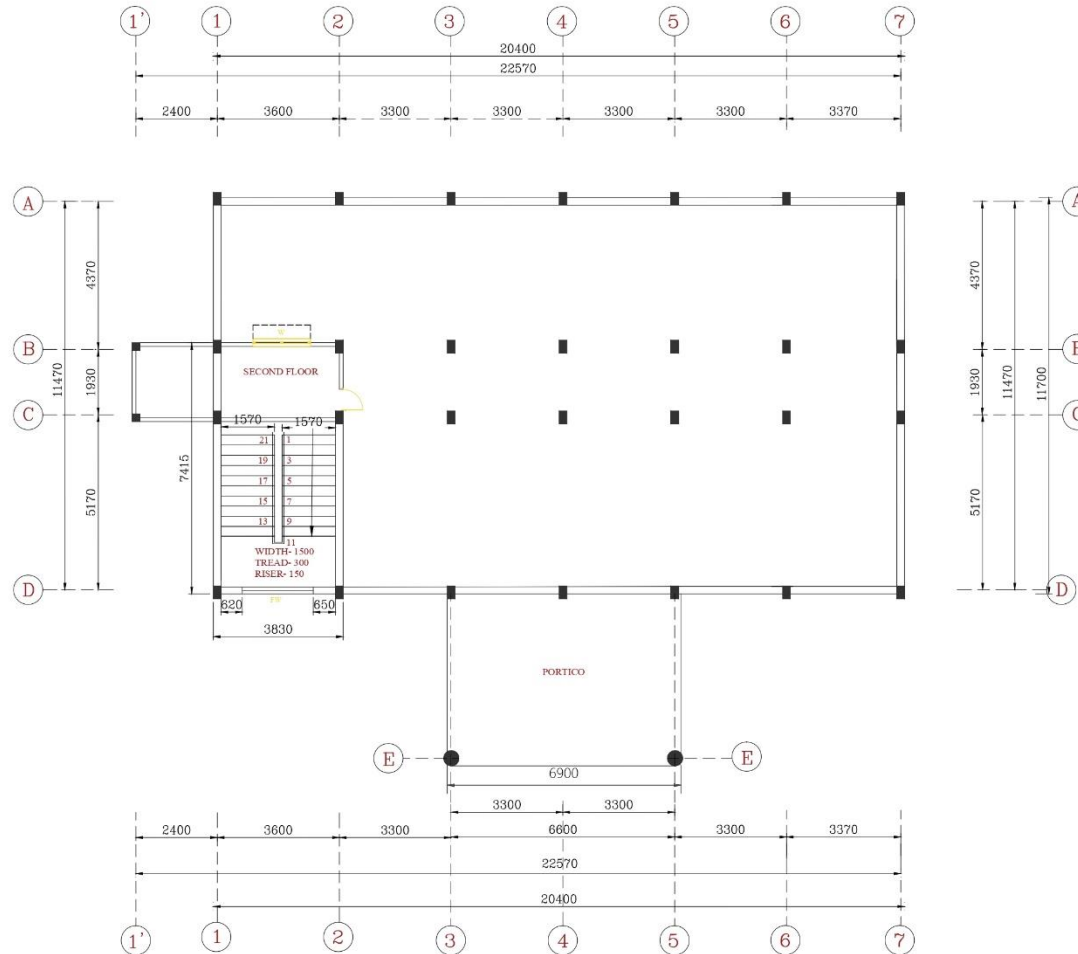 1' 1 2 3 4 5 6 7
20400
22570
2400 3600 3300 3300 3300 3300 3370
A A
4370 4370
B B
SECOND FLOOR
11470 1930 1930 11470 11700
C C
1570 1570
21 1
19 3
17 5
7415
15 7
5170 5170
13 9
11
WIDTH- 1500
TREAD- 300
RISER- 150
D D
620 650
3830
PORTICO
E E
6900
3300 3300
2400 3600 3300 6600 3300 3370
22570
20400
1' 1 2 3 4 5 6 7